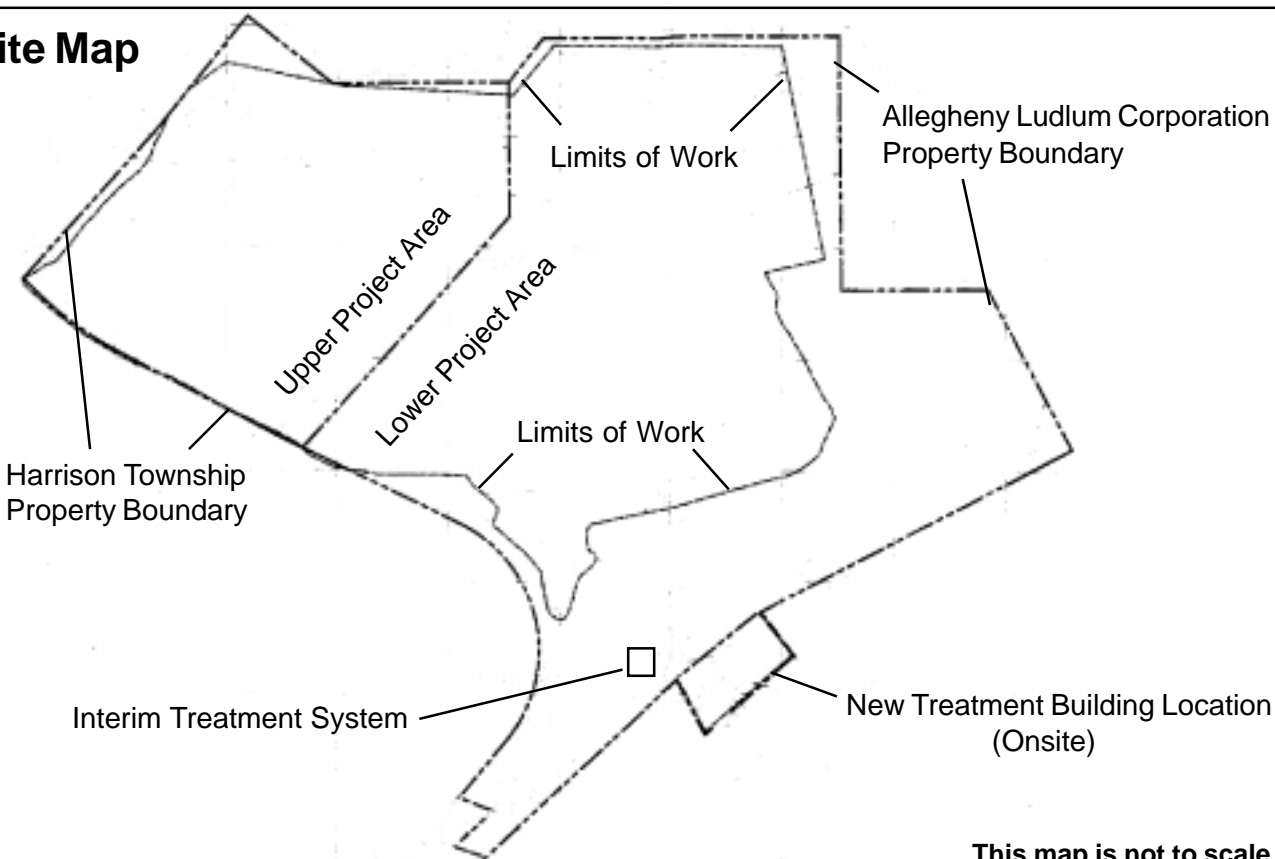 ite Map
Limits of Work
Allegheny Ludlum Corporation
Property Boundary
Upper Project Area
Lower Project Area
Limits of Work
Harrison Township
Property Boundary
Interim Treatment System
New Treatment Building Location
(Onsite)
This map is not to scale